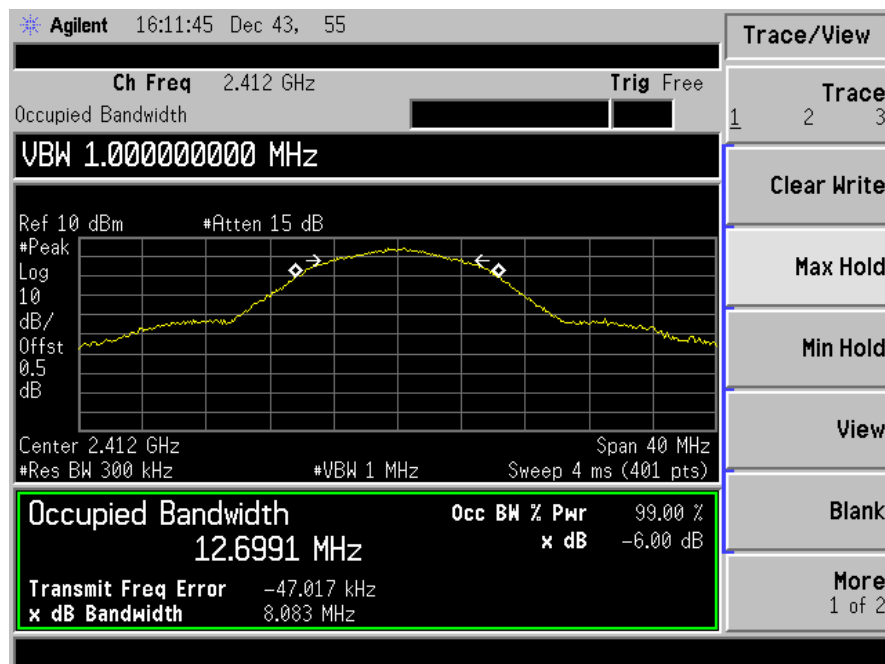 Agilent 16:11:45 Dec 43, 55
Ch Freq 2.412 GHz Trig Free
Occupied Bandwidth
VBW 1.000000000 MHz
Ref 10 dBm #Atten 15 dB
#Peak
Log
10
dB/
Offst
0.5
dB
Center 2.412 GHz Span 40 MHz
#Res BW 300 kHz #VBW 1 MHz Sweep 4 ms (401 pts)
Occupied Bandwidth
12.6991 MHz
Occ BW % Pwr 99.00 %
x dB -6.00 dB
Transmit Freq Error -47.017 kHz
x dB Bandwidth 8.083 MHz
Trace/View
Trace
1 2 3
Clear Write
Max Hold
Min Hold
View
Blank
More
1 of 2